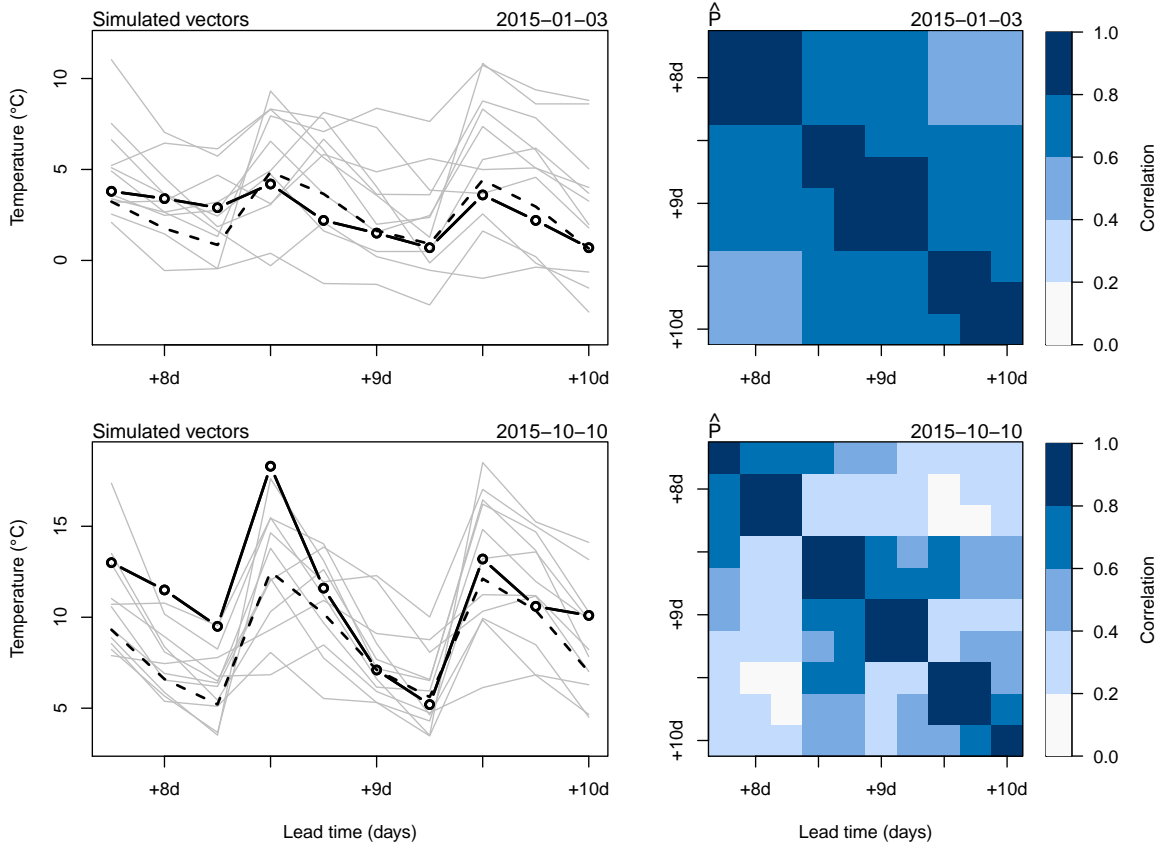 Simulated vectors 2015−01−03
Temperature (°C)
10
5
0
+8d +9d +10d
P̂ 2015−01−03
+8d
+9d
+10d
+8d +9d +10d
1.0
0.8
0.6
0.4
0.2
0.0
Correlation
Simulated vectors 2015−10−10
Temperature (°C)
15
10
5
+8d +9d +10d
Lead time (days)
P̂ 2015−10−10
+8d
+9d
+10d
+8d +9d +10d
Lead time (days)
1.0
0.8
0.6
0.4
0.2
0.0
Correlation